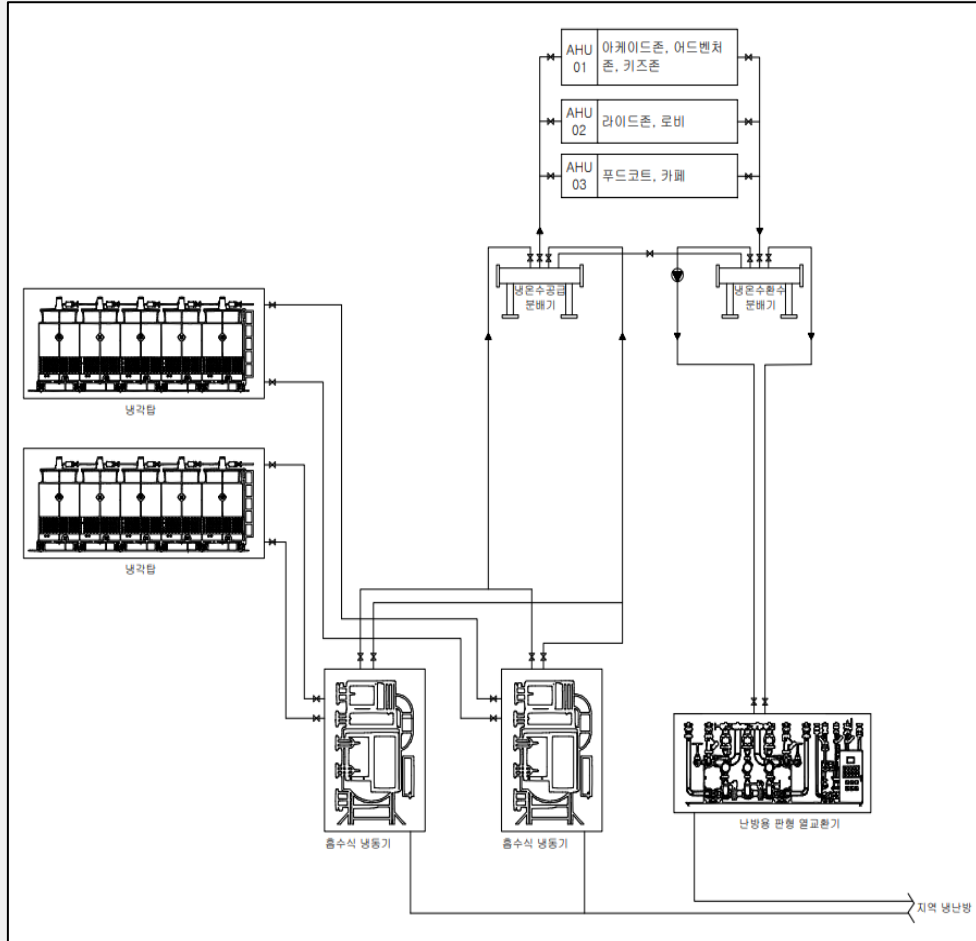 AHU
01
아케이드존, 어드벤처
존, 키즈존
AHU
02
라이드존, 로비
AHU
03
푸드코트, 카페
냉온수공급
분배기
냉온수환수
분배기
냉각탑
냉각탑
흡수식 냉동기
흡수식 냉동기
난방용 판형 열교환기
지역 냉난방